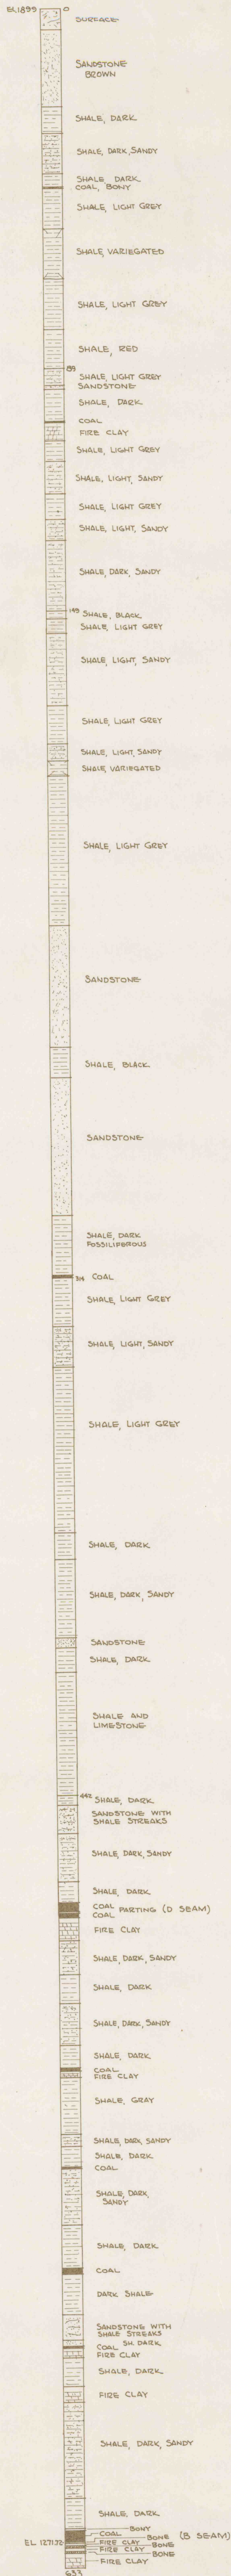 EL 1899 0
SURFACE
SANDSTONE
BROWN
SHALE, DARK
SHALE, DARK, SANDY
SHALE DARK
COAL, BONY
SHALE, LIGHT GREY
SHALE, VARIEGATED
SHALE, LIGHT GREY
SHALE, RED
89
SHALE, LIGHT GREY
SANDSTONE
SHALE, DARK
COAL
FIRE CLAY
SHALE, LIGHT GREY
SHALE, LIGHT, SANDY
SHALE, LIGHT GREY
SHALE, LIGHT, SANDY
SHALE, DARK, SANDY
149 SHALE, BLACK
SHALE, LIGHT GREY
SHALE, LIGHT, SANDY
SHALE, LIGHT GREY
SHALE, LIGHT, SANDY
SHALE, VARIEGATED
SHALE, LIGHT GREY
SANDSTONE
SHALE, BLACK
SANDSTONE
SHALE, DARK
FOSSILIFEROUS
COAL
SHALE, LIGHT GREY
SHALE, LIGHT, SANDY
SHALE, LIGHT GREY
SHALE, DARK
SHALE, DARK, SANDY
SANDSTONE
SHALE, DARK
SHALE AND
LIMESTONE
442 SHALE, DARK
SANDSTONE WITH
SHALE STREAKS
SHALE, DARK, SANDY
SHALE, DARK
COAL PARTING (D SEAM)
COAL
FIRE CLAY
SHALE, DARK, SANDY
SHALE, DARK
SHALE, DARK, SANDY
SHALE, DARK
COAL
FIRE CLAY
SHALE, GRAY
SHALE, DARK, SANDY
SHALE, DARK
COAL
SHALE, DARK,
SANDY
SHALE, DARK
COAL
DARK SHALE
SANDSTONE WITH
SHALE STREAKS
SH. DARK
COAL
FIRE CLAY
SHALE, DARK
FIRE CLAY
SHALE, DARK, SANDY
SHALE, DARK
BONY
COAL BONE (B SEAM)
EL 1271.72 FIRE CLAY BONE
FIRE CLAY BONE
FIRE CLAY